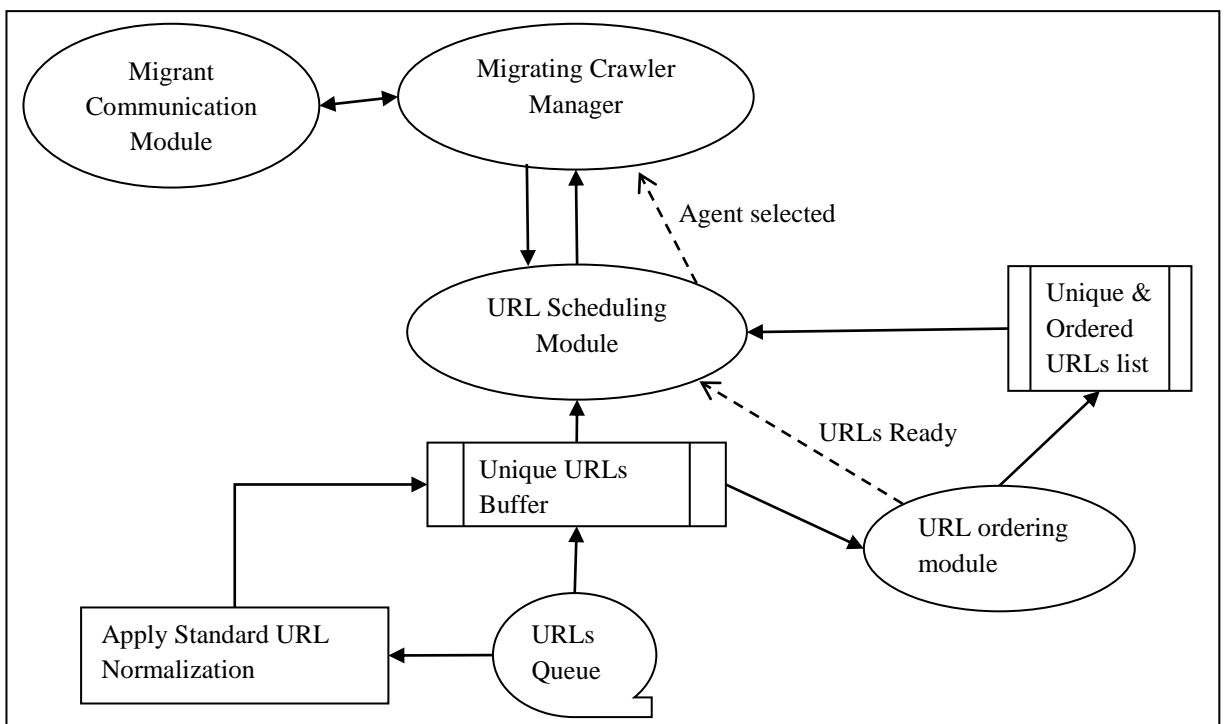 Migrant
Communication
Module
Migrating Crawler
Manager
Agent selected
URL Scheduling
Module
Unique &
Ordered
URLs list
URLs Ready
Unique URLs
Buffer
URL ordering
module
Apply Standard URL
Normalization
URLs
Queue